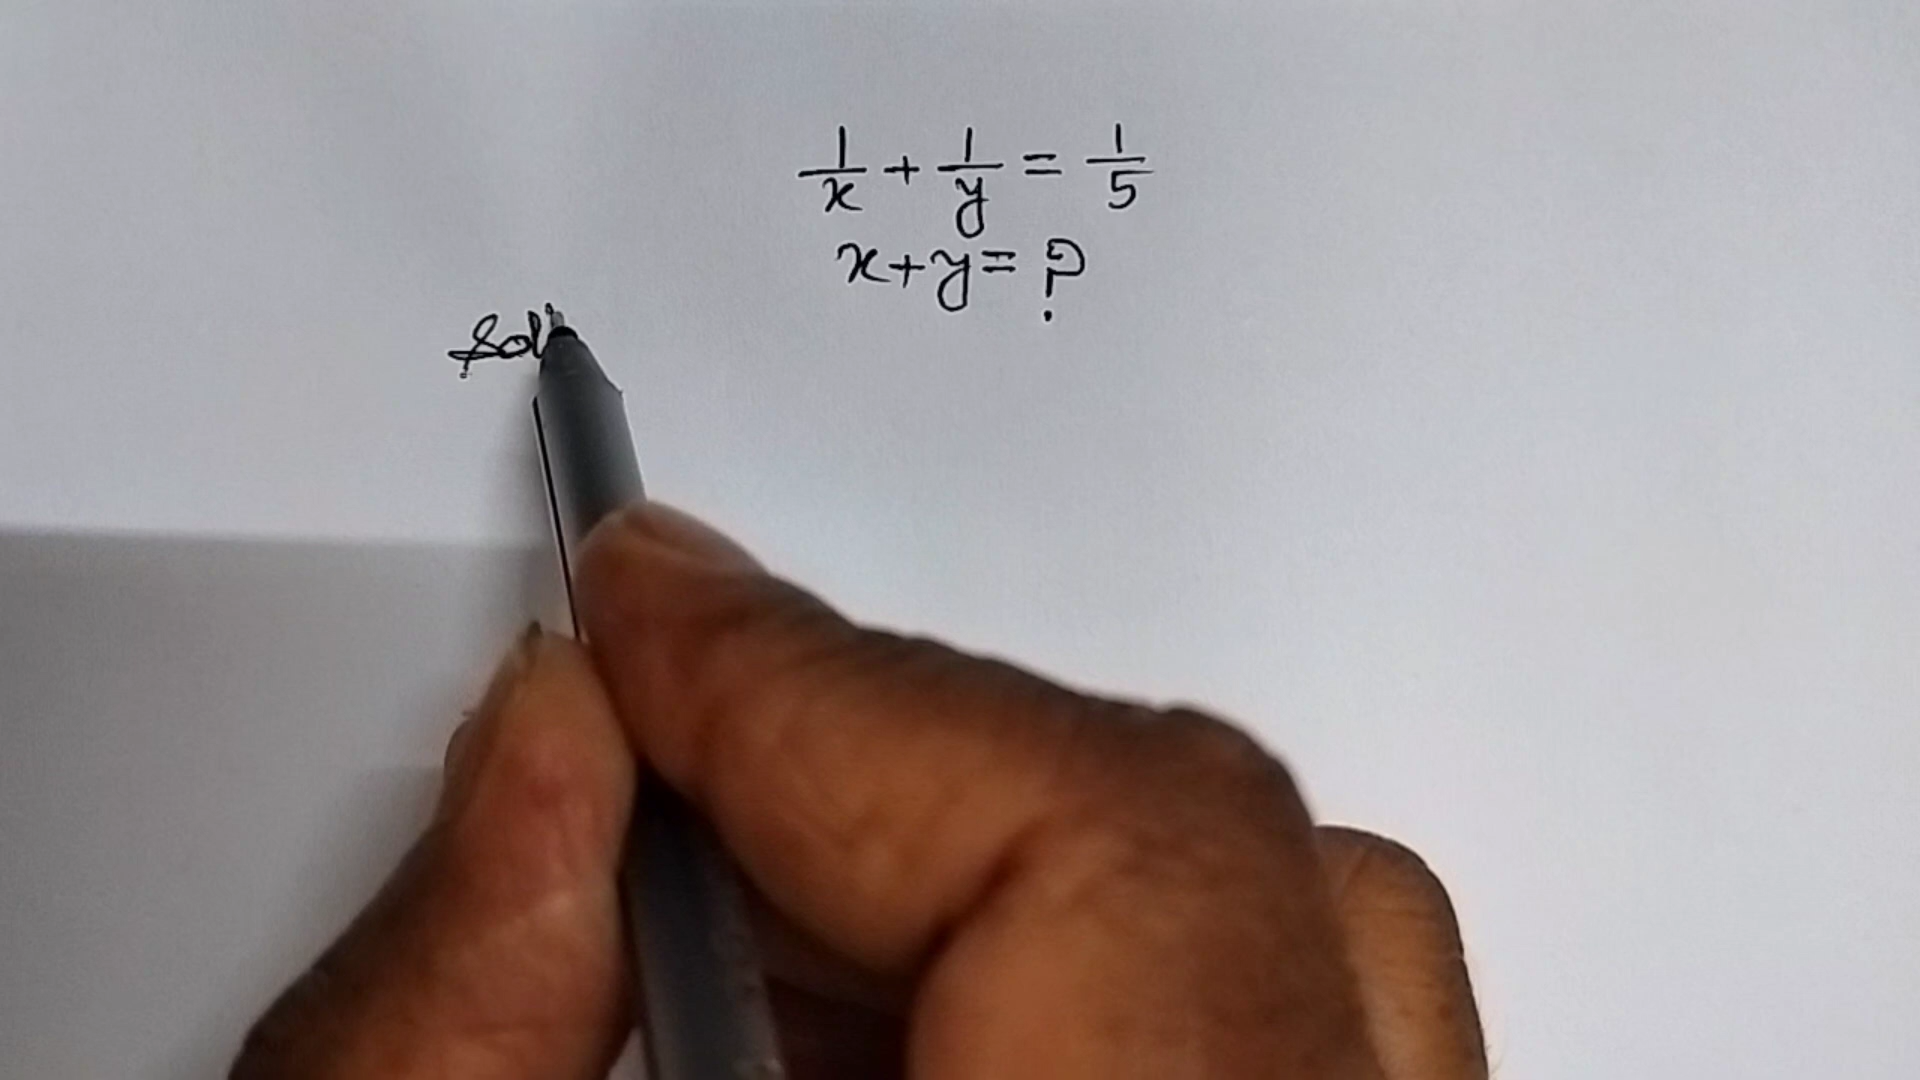 1/x + 1/y = 1/5
x+y= ?
Sol